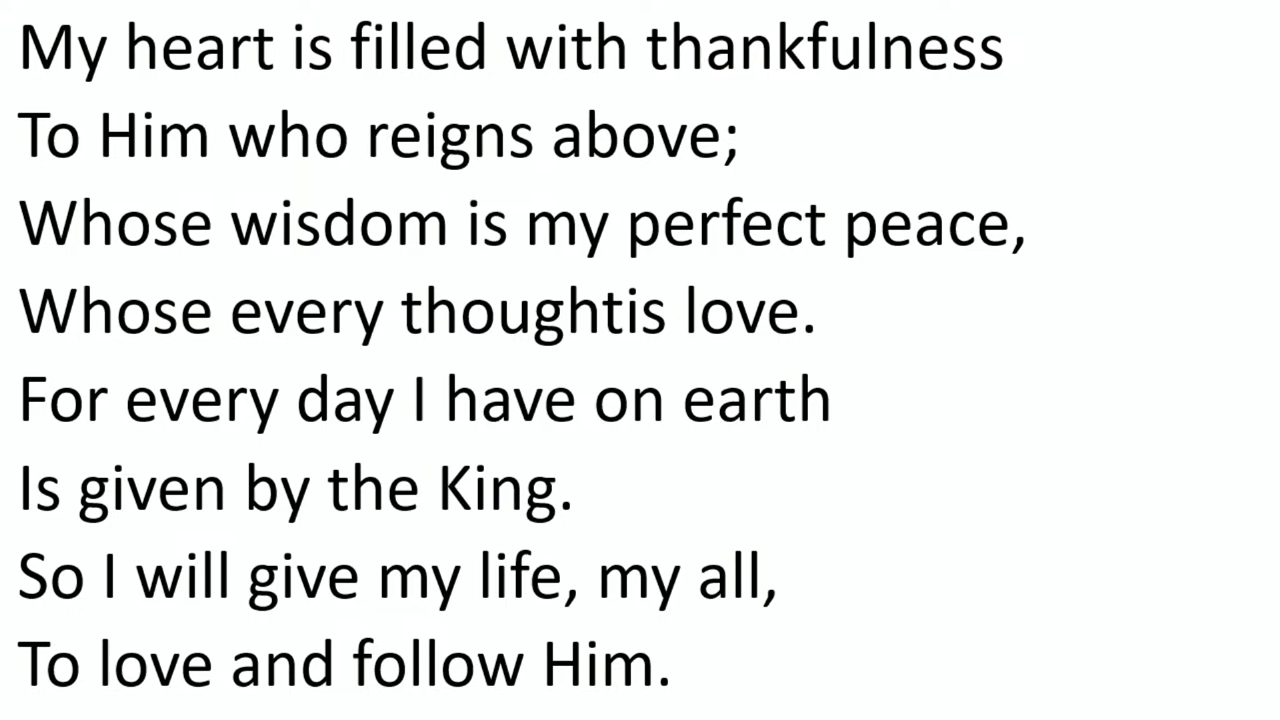 My heart is filled with thankfulness
To Him who reigns above;
Whose wisdom is my perfect peace,
Whose every thoughtis love.
For every day I have on earth
Is given by the King.
So I will give my life, my all,
To love and follow Him.